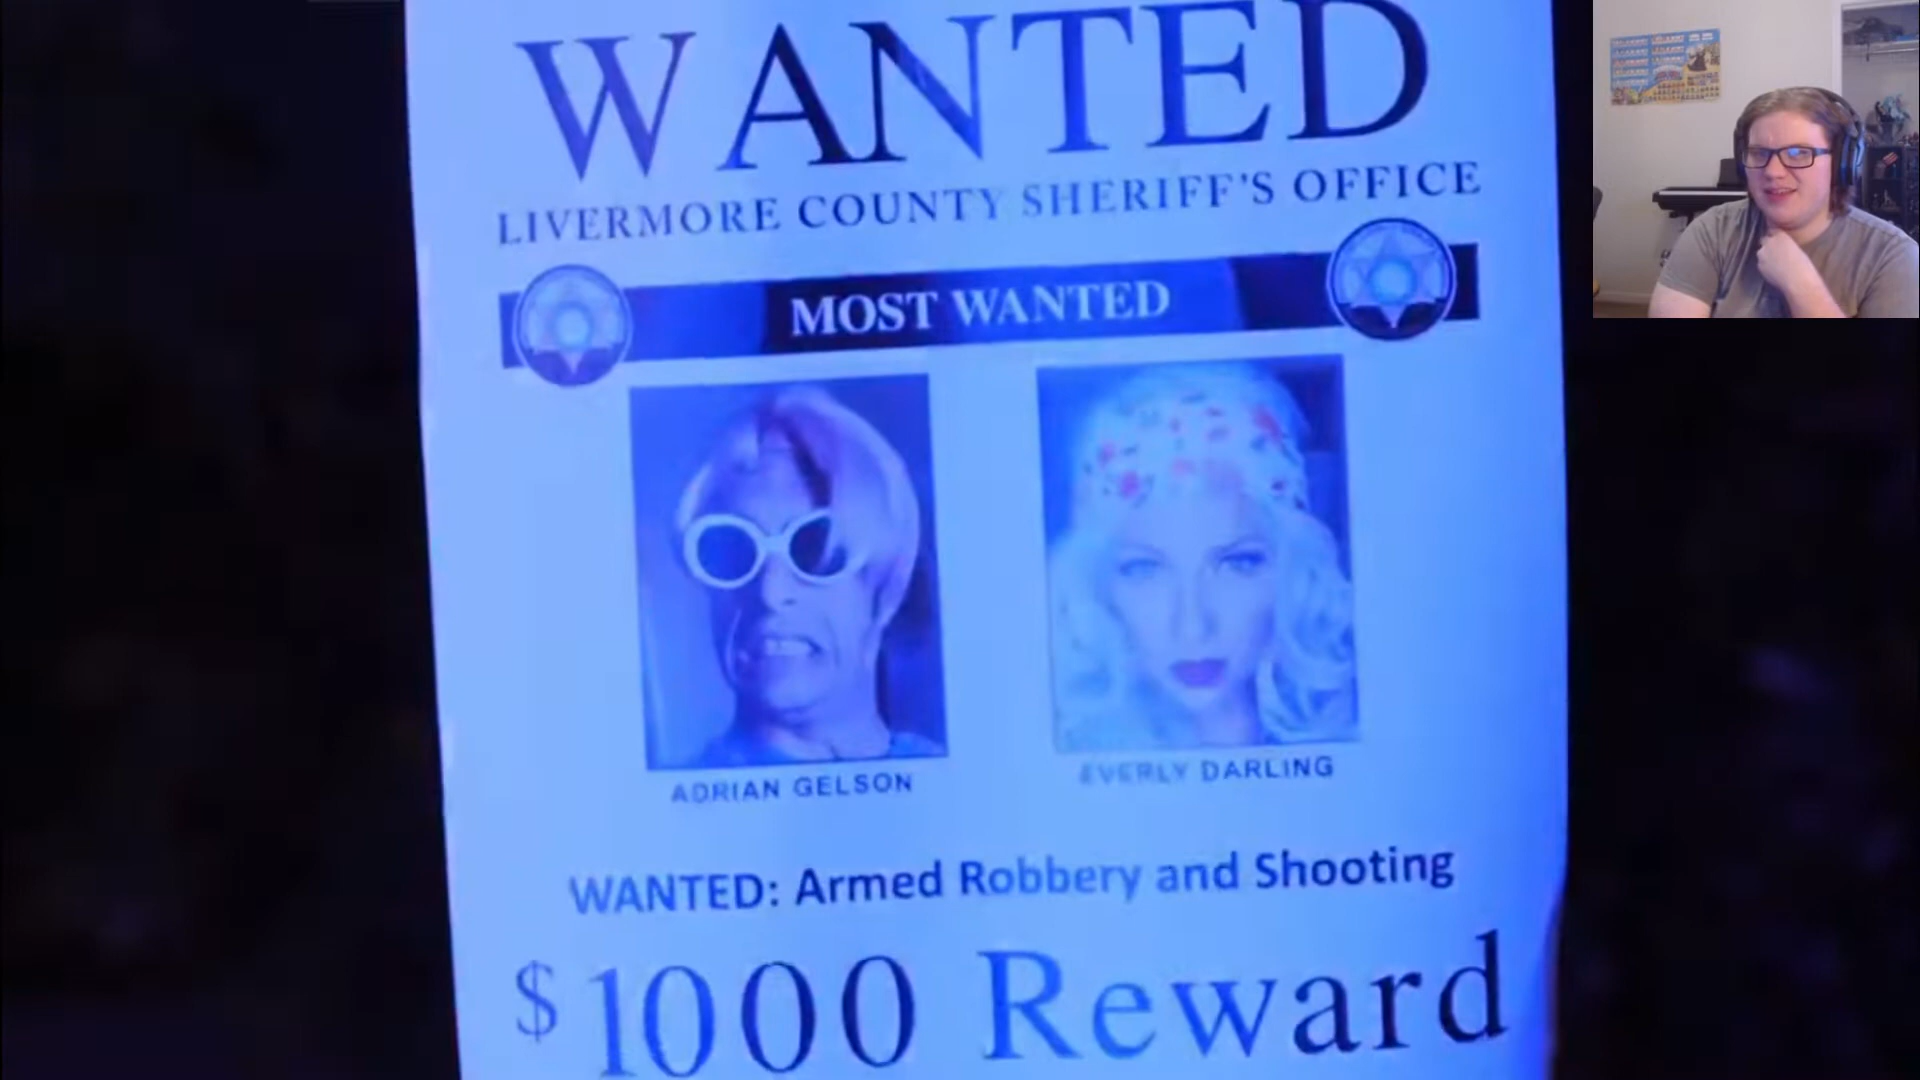 WANTED
LIVERMORE COUNTY SHERIFF'S OFFICE
MOST WANTED
ADRIAN GELSON
EVERLY DARLING
WANTED: Armed Robbery and Shooting
$1000 Reward